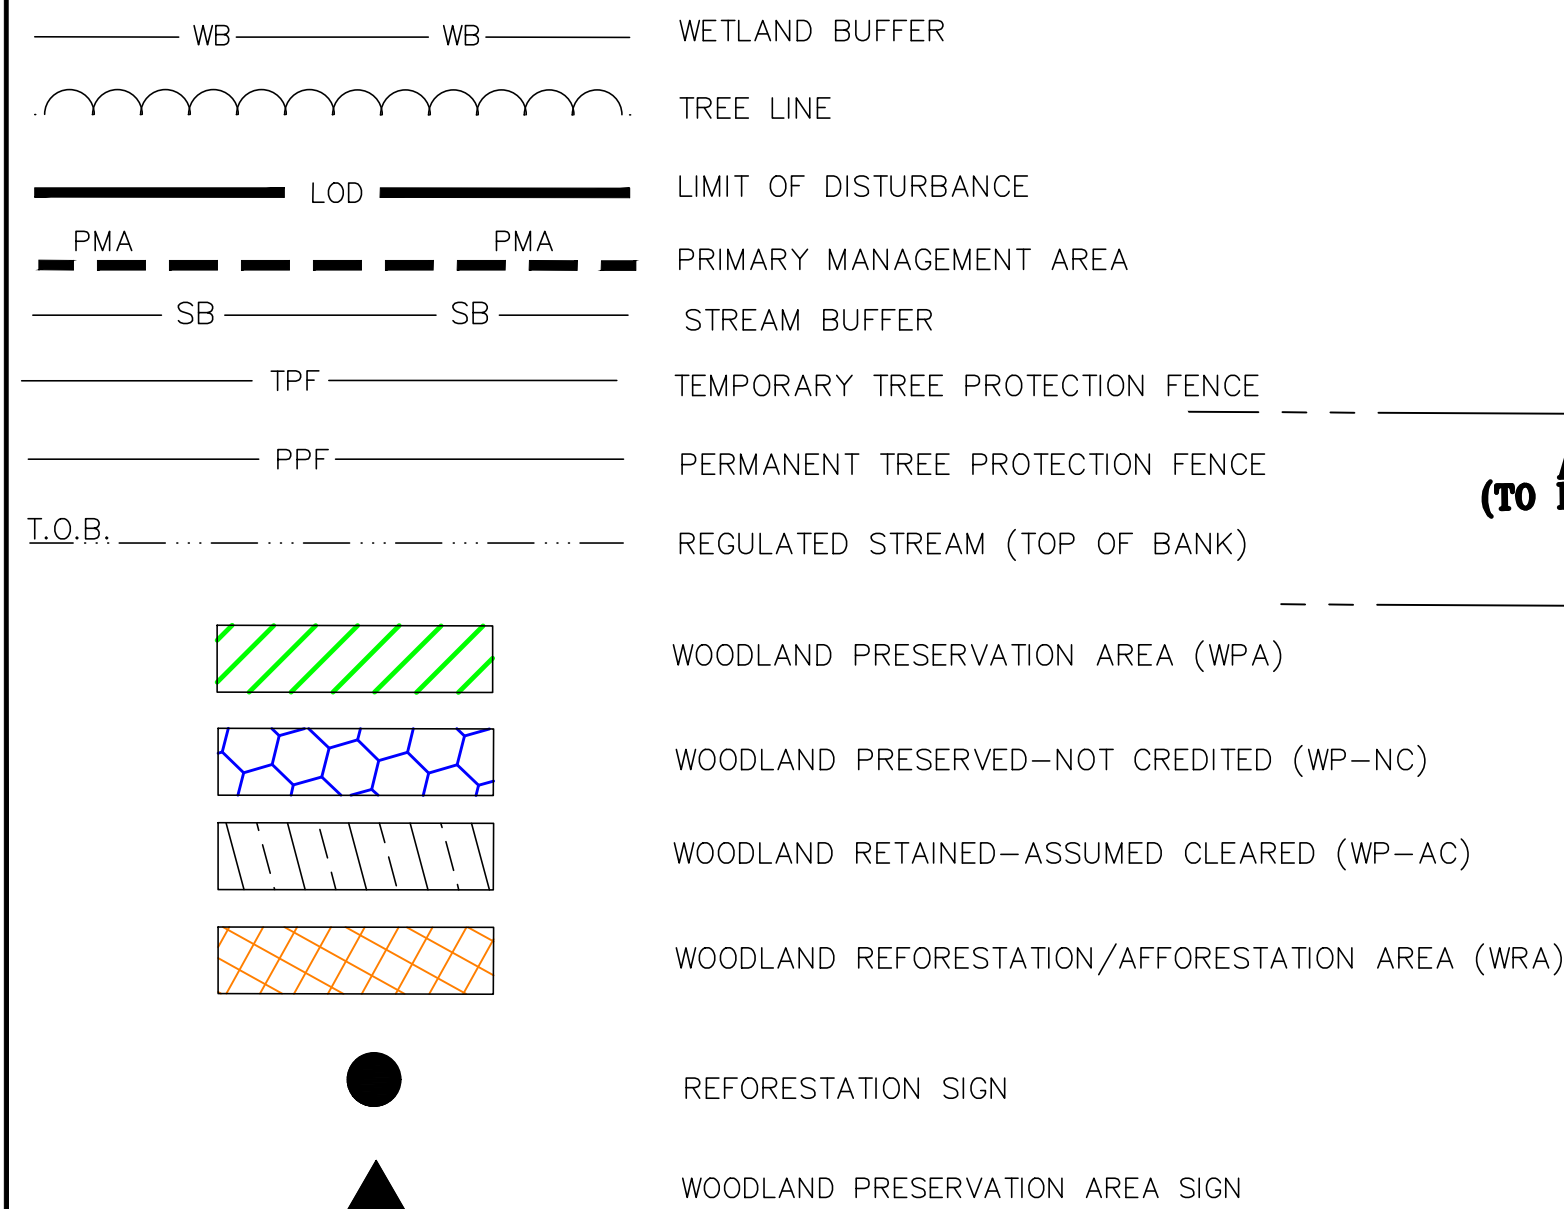 WB WB WETLAND BUFFER
TREE LINE
LOD LIMIT OF DISTURBANCE
PMA PMA
PRIMARY MANAGEMENT AREA
SB SB STREAM BUFFER
TPF TEMPORARY TREE PROTECTION FENCE
PPF PERMANENT TREE PROTECTION FENCE
(TO
T.O.B. REGULATED STREAM (TOP OF BANK)
WOODLAND PRESERVATION AREA (WPA)
WOODLAND PRESERVED-NOT CREDITED (WP-NC)
WOODLAND RETAINED-ASSUMED CLEARED (WP-AC)
WOODLAND REFORESTATION/AFFORESTATION AREA (WRA)
REFORESTATION SIGN
WOODLAND PRESERVATION AREA SIGN